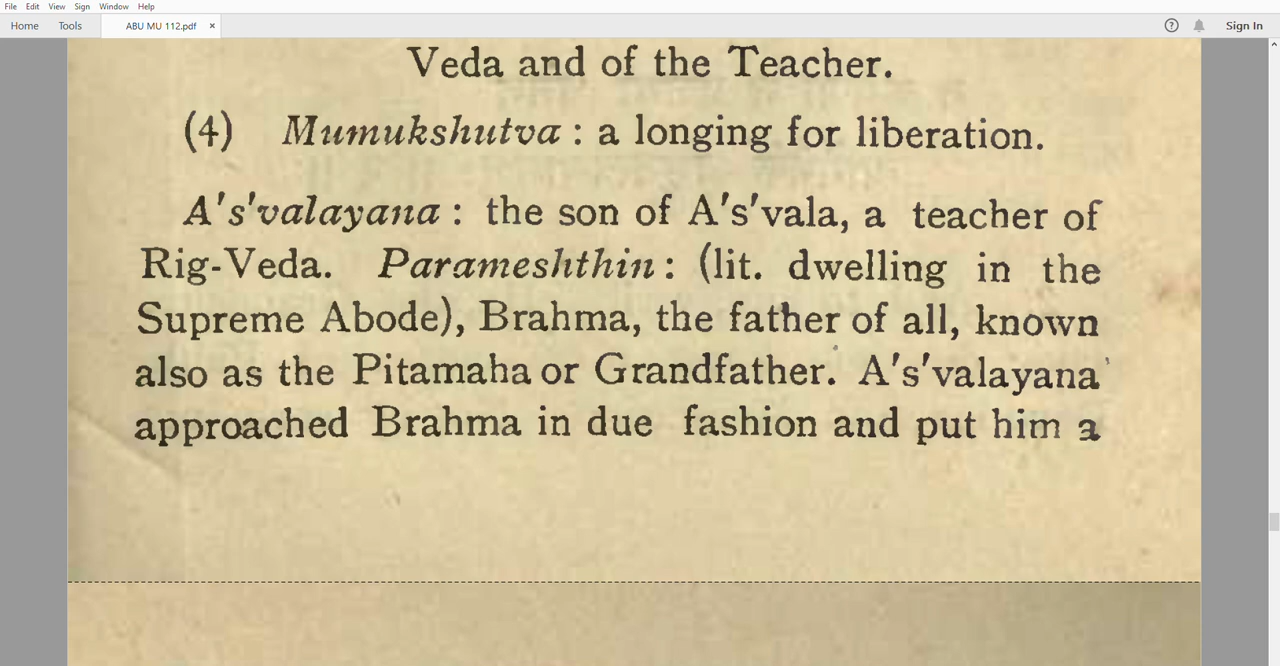 File Edit View Sign Window Help
Home Tools ABU MU 112.pdf × ? Sign In
Veda and of the Teacher.
(4) Mumukshutva : a longing for liberation.
A's'valayana : the son of A's'vala, a teacher of
Rig-Veda. Parameshthin : (lit. dwelling in the
Supreme Abode), Brahma, the father of all, known
also as the Pitamaha or Grandfather. A's'valayana
approached Brahma in due fashion and put him a